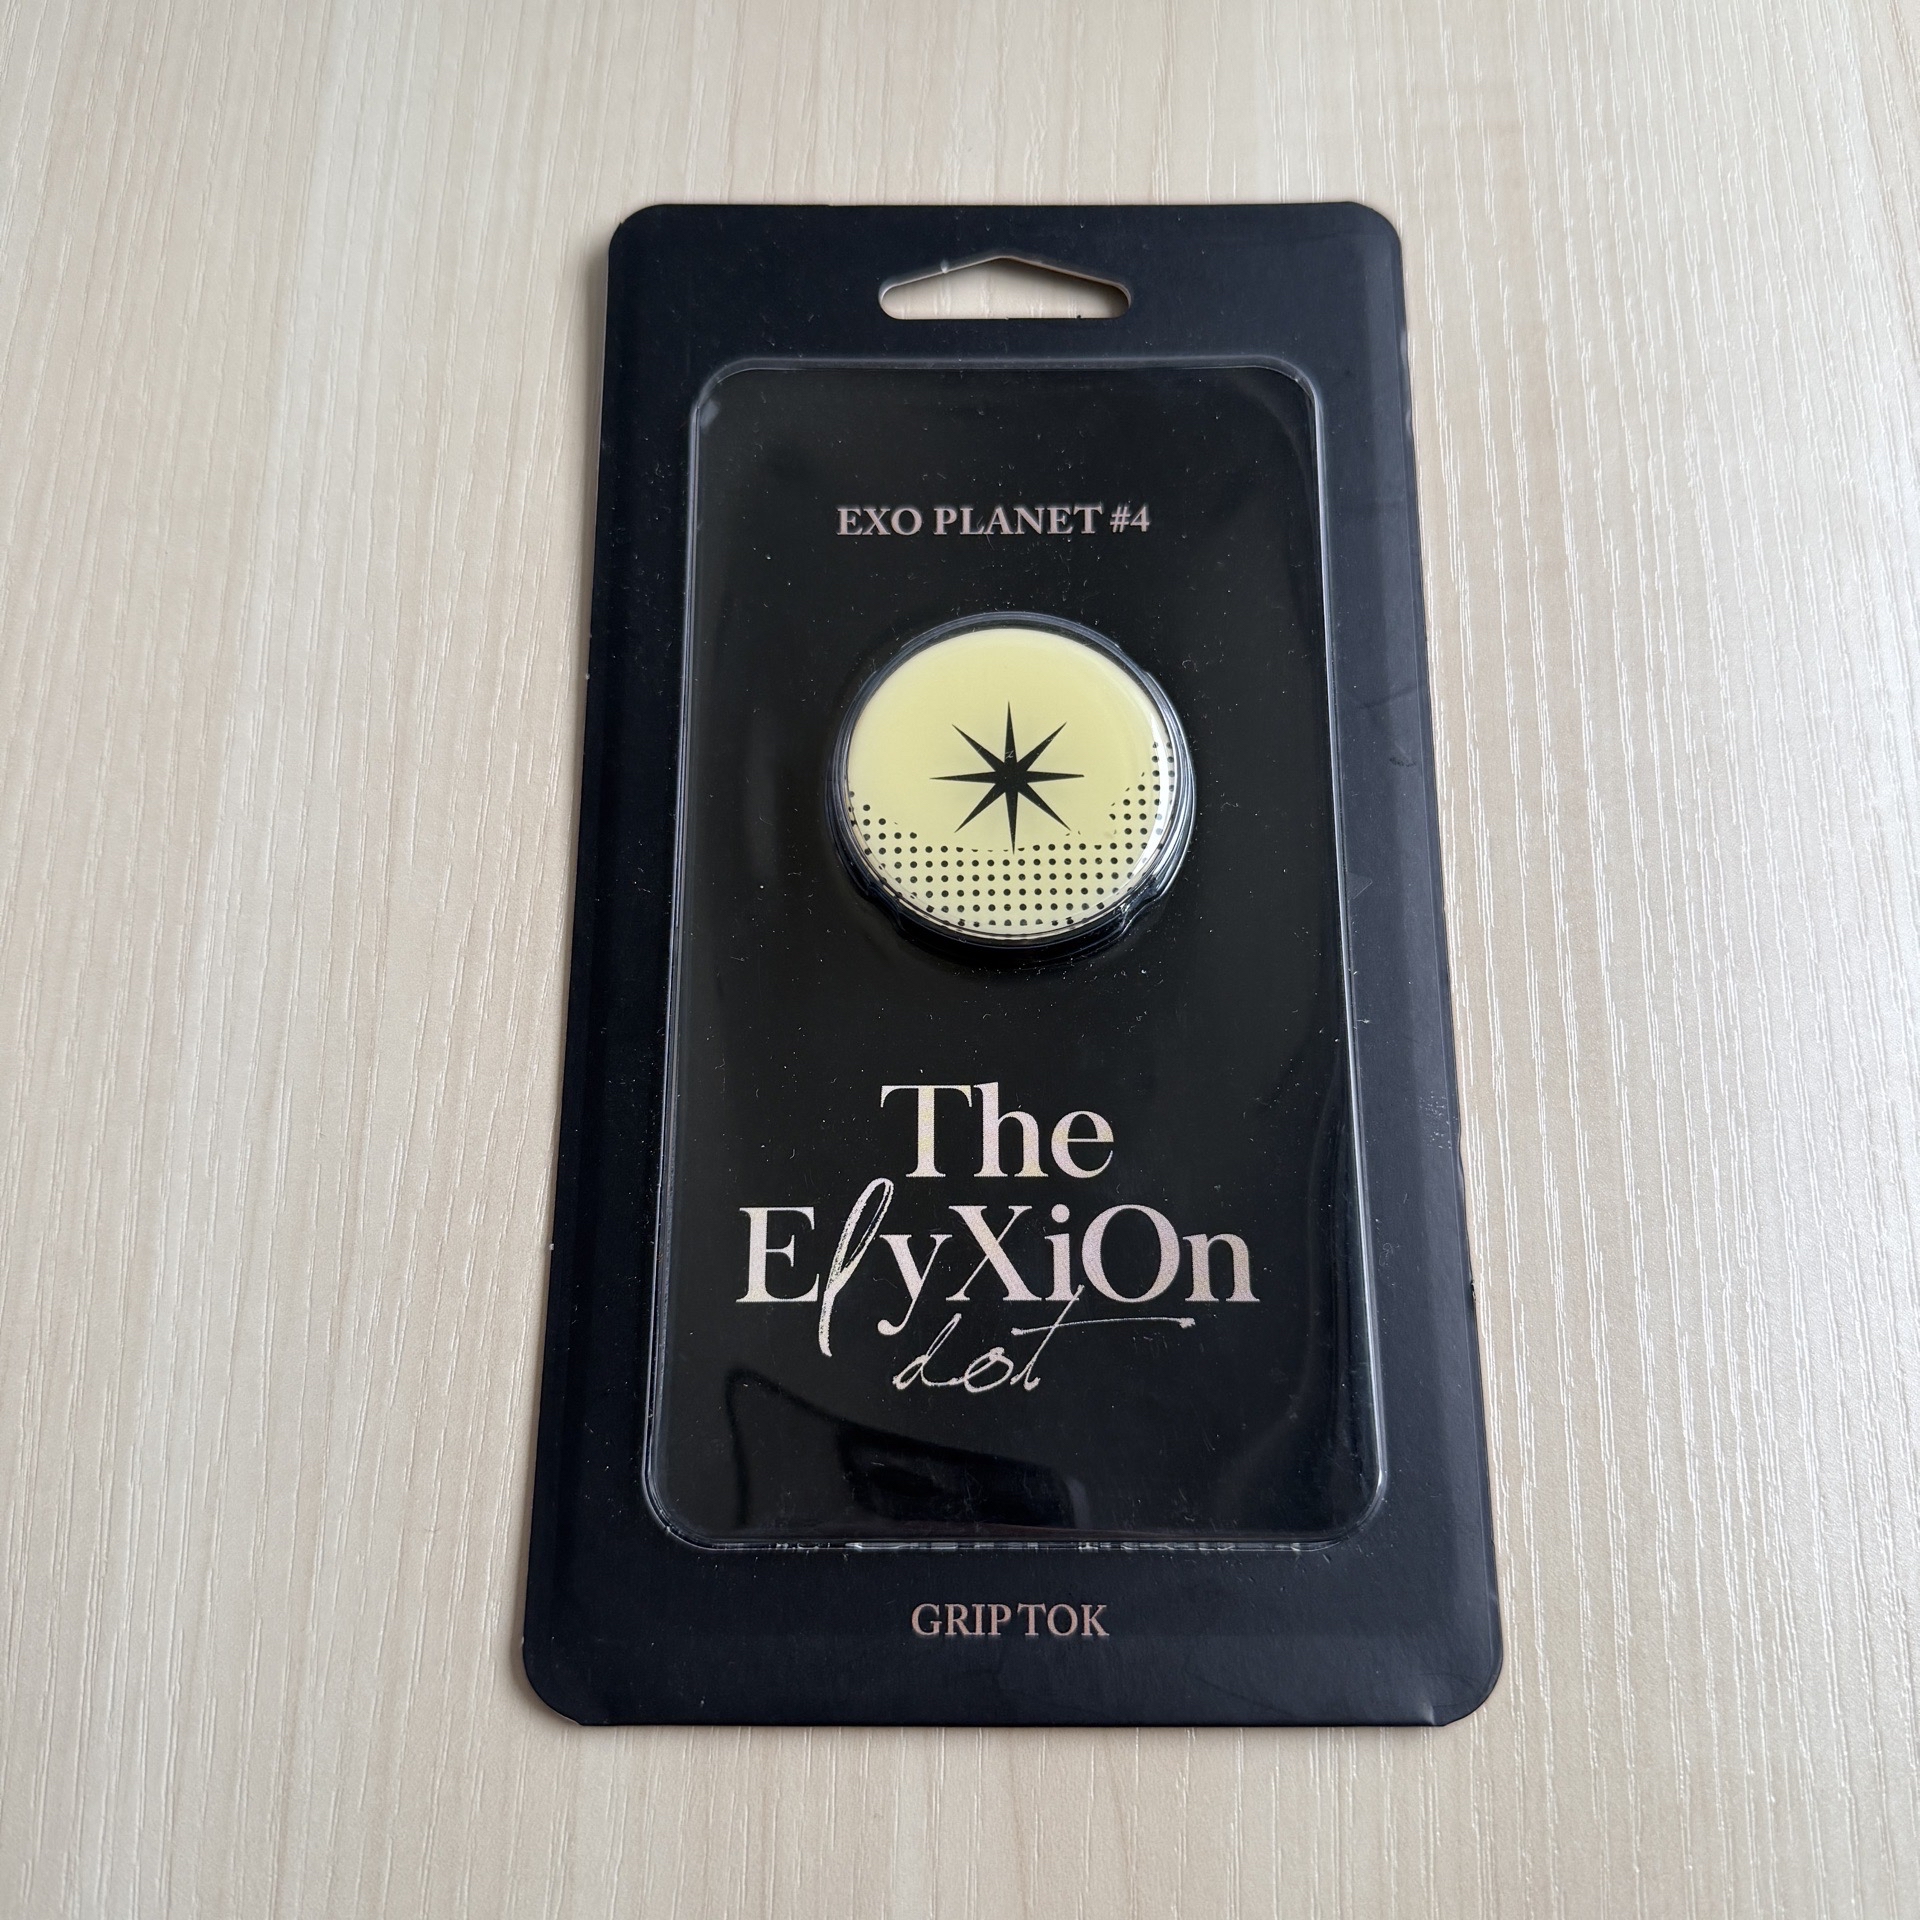 EXO PLANET #4
The
ElyXiOn
dot
GRIP TOK